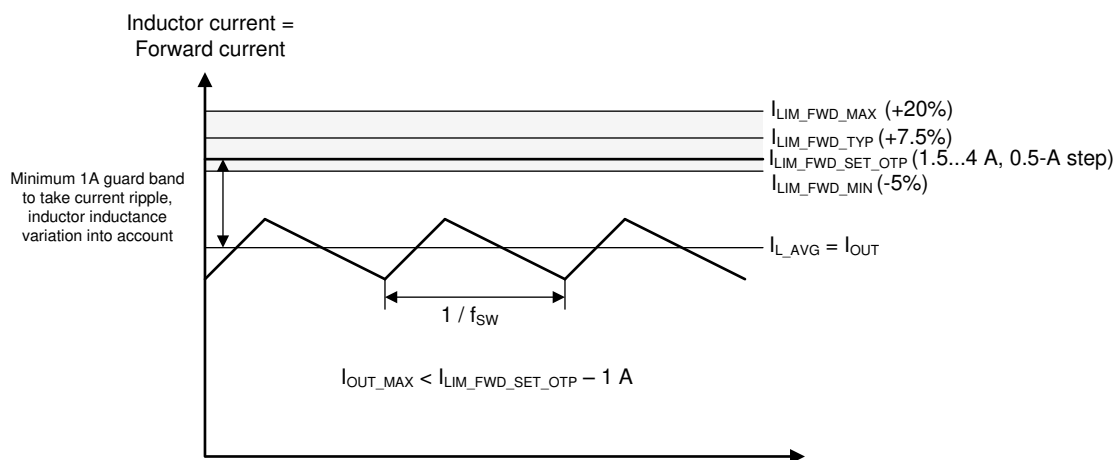 Inductor current =
Forward current
I_LIM_FWD_MAX (+20%)
I_LIM_FWD_TYP (+7.5%)
I_LIM_FWD_SET_OTP (1.5...4 A, 0.5-A step)
I_LIM_FWD_MIN (-5%)
Minimum 1A guard band
to take current ripple,
inductor inductance
variation into account
I_L_AVG = I_OUT
1 / f_SW
I_OUT_MAX < I_LIM_FWD_SET_OTP – 1 A